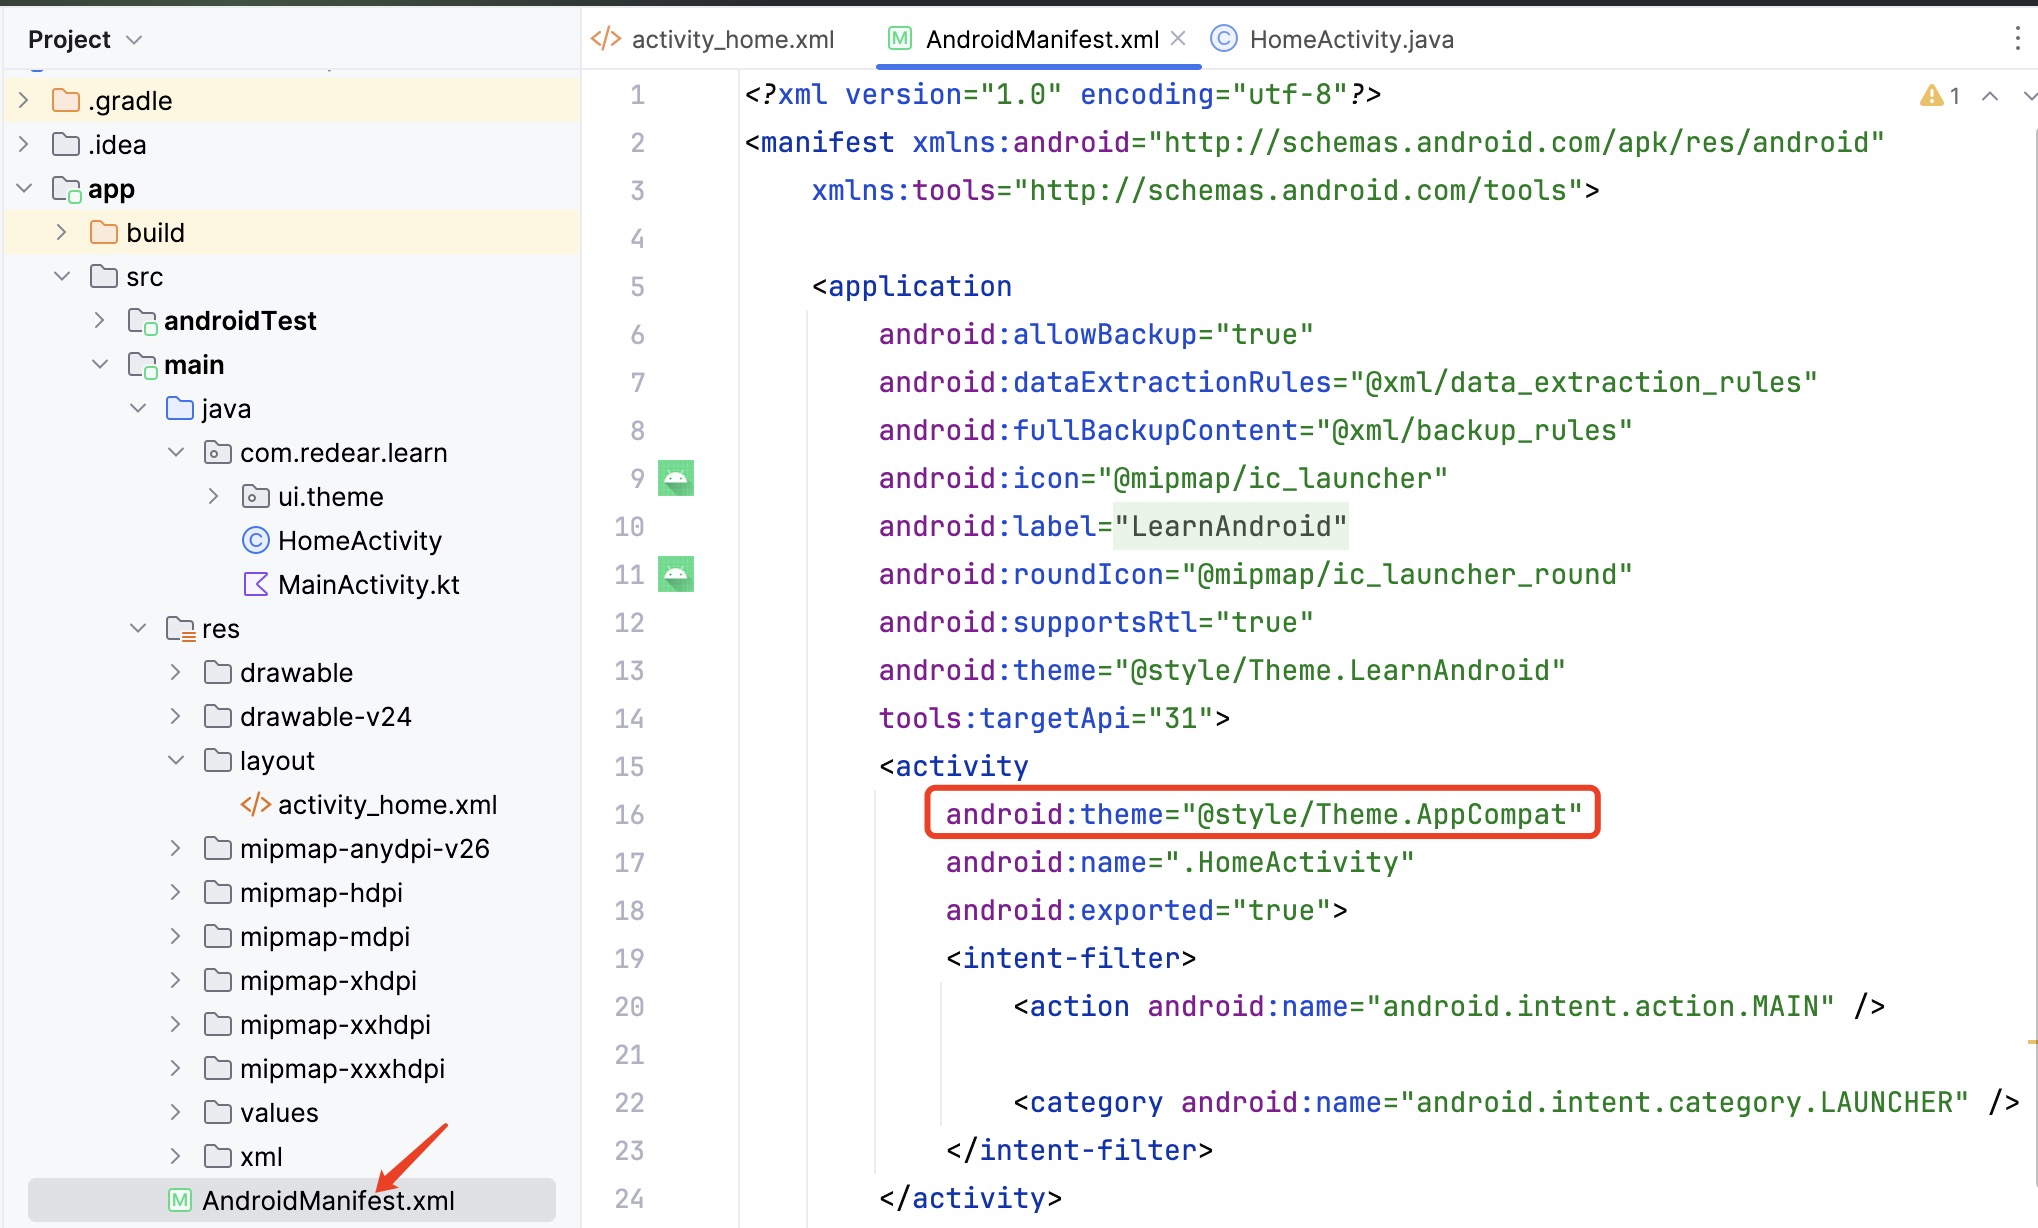 Project
.gradle
.idea
app
build
src
androidTest
main
java
com.redear.learn
ui.theme
HomeActivity
MainActivity.kt
res
drawable
drawable-v24
layout
activity_home.xml
mipmap-anydpi-v26
mipmap-hdpi
mipmap-mdpi
mipmap-xhdpi
mipmap-xxhdpi
mipmap-xxxhdpi
values
xml
AndroidManifest.xml
activity_home.xml AndroidManifest.xml HomeActivity.java
1 <?xml version="1.0" encoding="utf-8"?> 1
2 <manifest xmlns:android="http://schemas.android.com/apk/res/android"
3 xmlns:tools="http://schemas.android.com/tools">
4
5 <application
6 android:allowBackup="true"
7 android:dataExtractionRules="@xml/data_extraction_rules"
8 android:fullBackupContent="@xml/backup_rules"
9 android:icon="@mipmap/ic_launcher"
10 android:label="LearnAndroid"
11 android:roundIcon="@mipmap/ic_launcher_round"
12 android:supportsRtl="true"
13 android:theme="@style/Theme.LearnAndroid"
14 tools:targetApi="31">
15 <activity
16 android:theme="@style/Theme.AppCompat"
17 android:name=".HomeActivity"
18 android:exported="true">
19 <intent-filter>
20 <action android:name="android.intent.action.MAIN" />
21
22 <category android:name="android.intent.category.LAUNCHER" />
23 </intent-filter>
24 </activity>